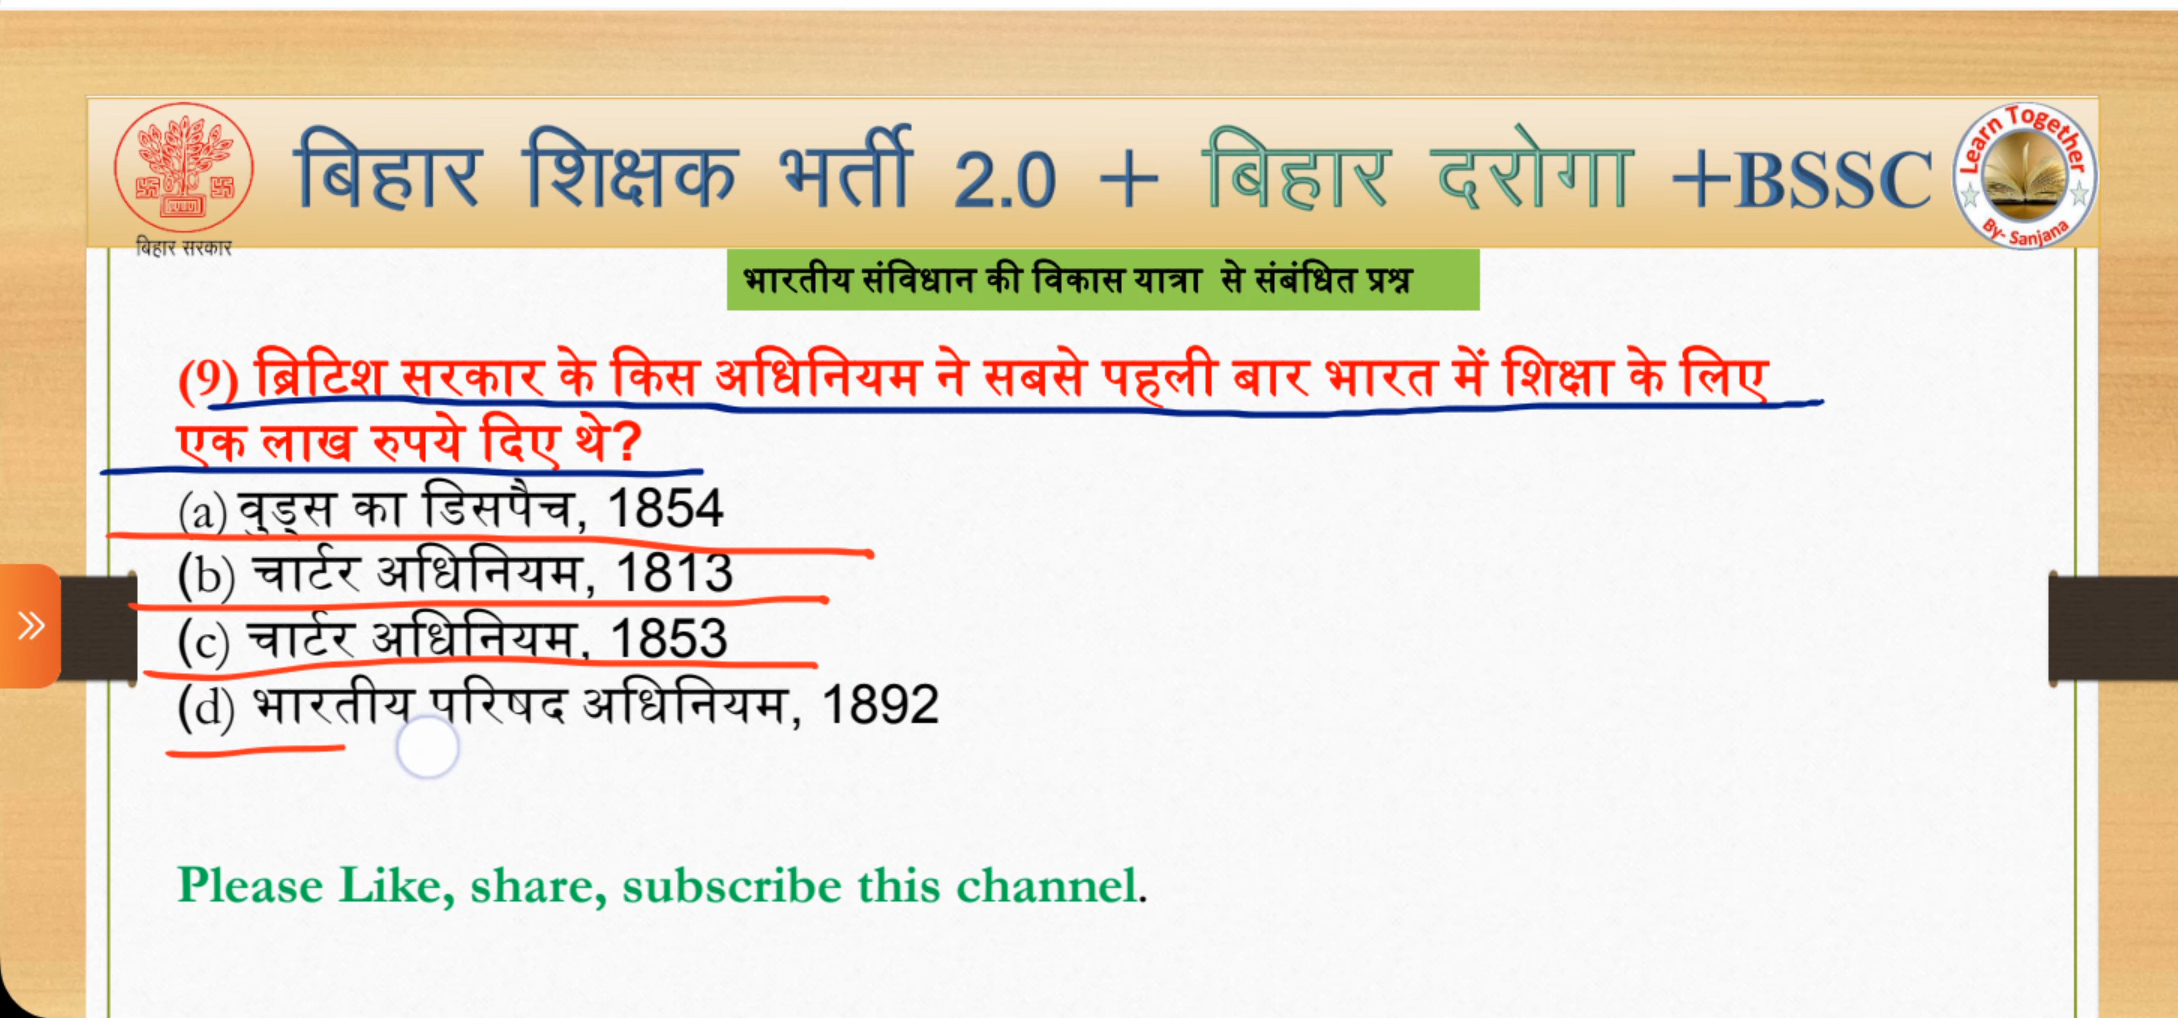 बिहार शिक्षक भर्ती 2.0 + बिहार दरोगा +BSSC
बिहार सरकार
Learn Together
By- Sanjana
भारतीय संविधान की विकास यात्रा से संबंधित प्रश्न
(9) ब्रिटिश सरकार के किस अधिनियम ने सबसे पहली बार भारत में शिक्षा के लिए
एक लाख रुपये दिए थे?
(a) वुड्स का डिसपैच, 1854
(b) चार्टर अधिनियम, 1813
(c) चार्टर अधिनियम, 1853
(d) भारतीय परिषद अधिनियम, 1892
Please Like, share, subscribe this channel.